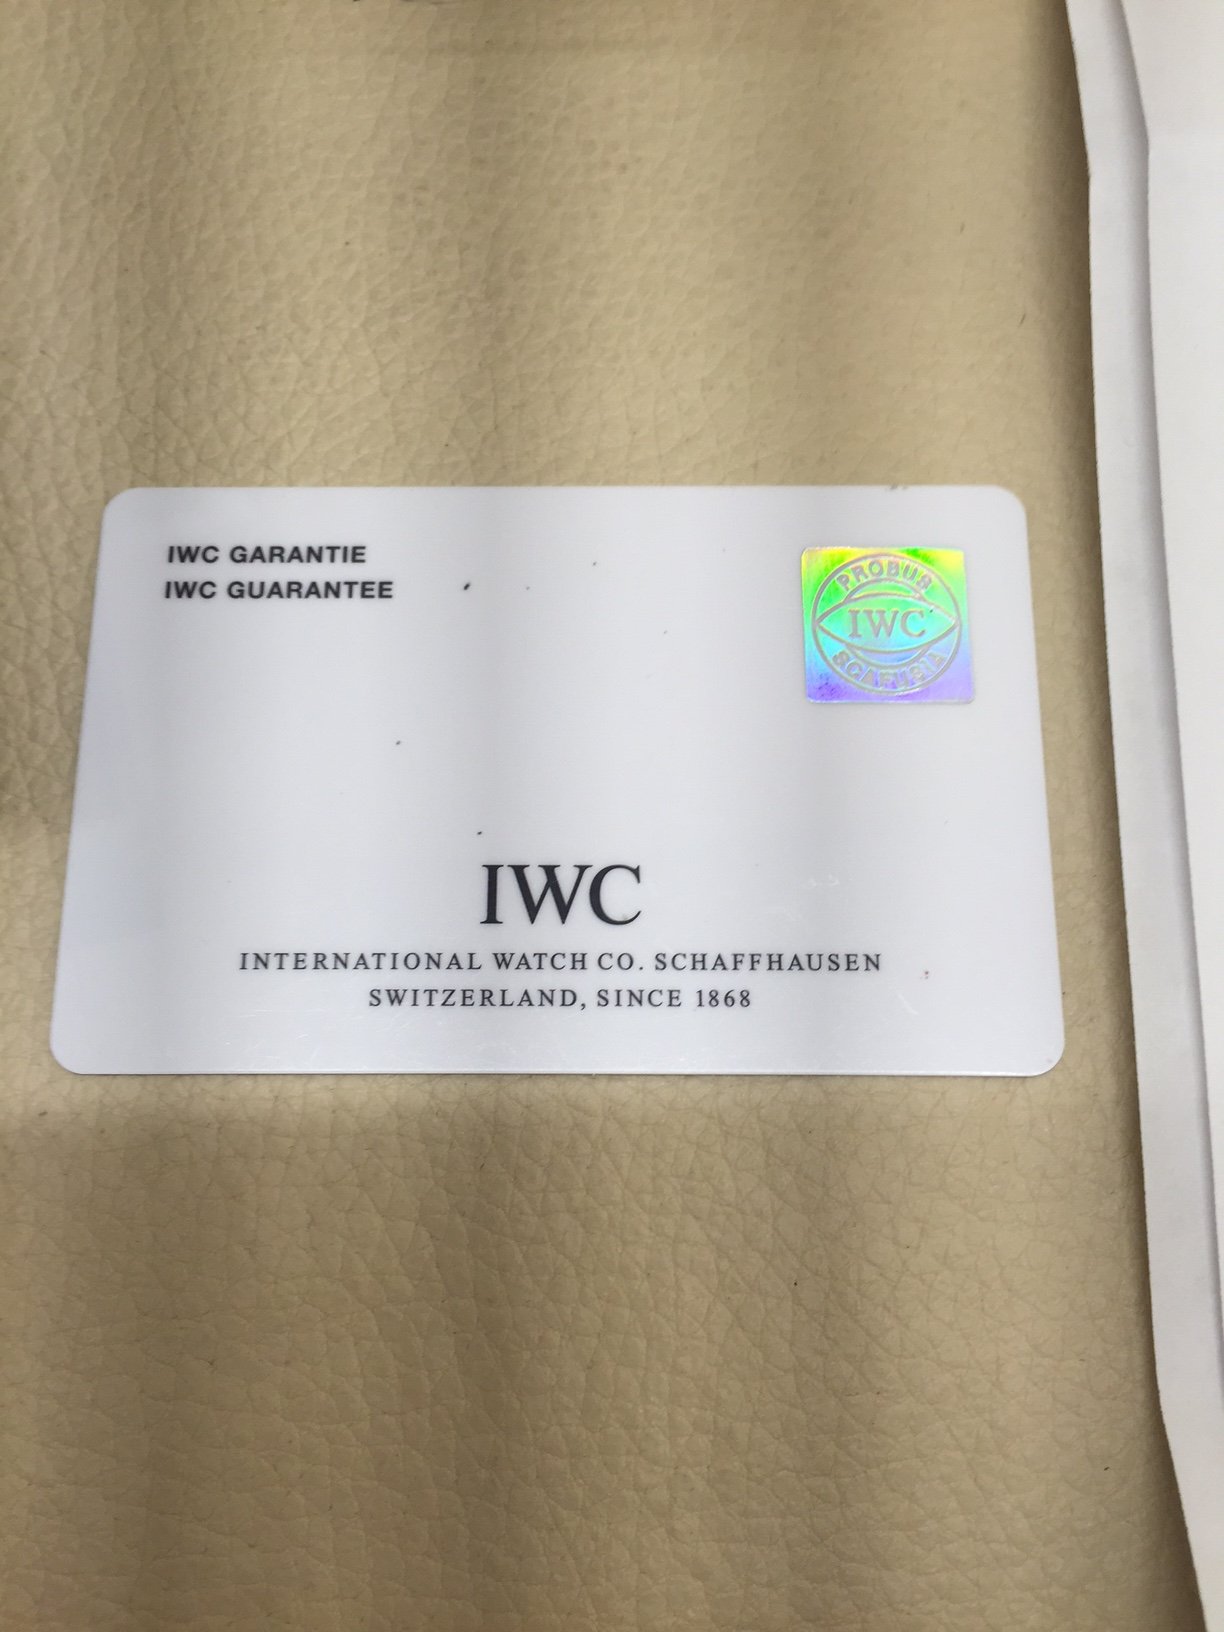 IWC GARANTIE
IWC GUARANTEE
PROBUS
IWC
SCAFUSIA
IWC
INTERNATIONAL WATCH CO. SCHAFFHAUSEN
SWITZERLAND, SINCE 1868